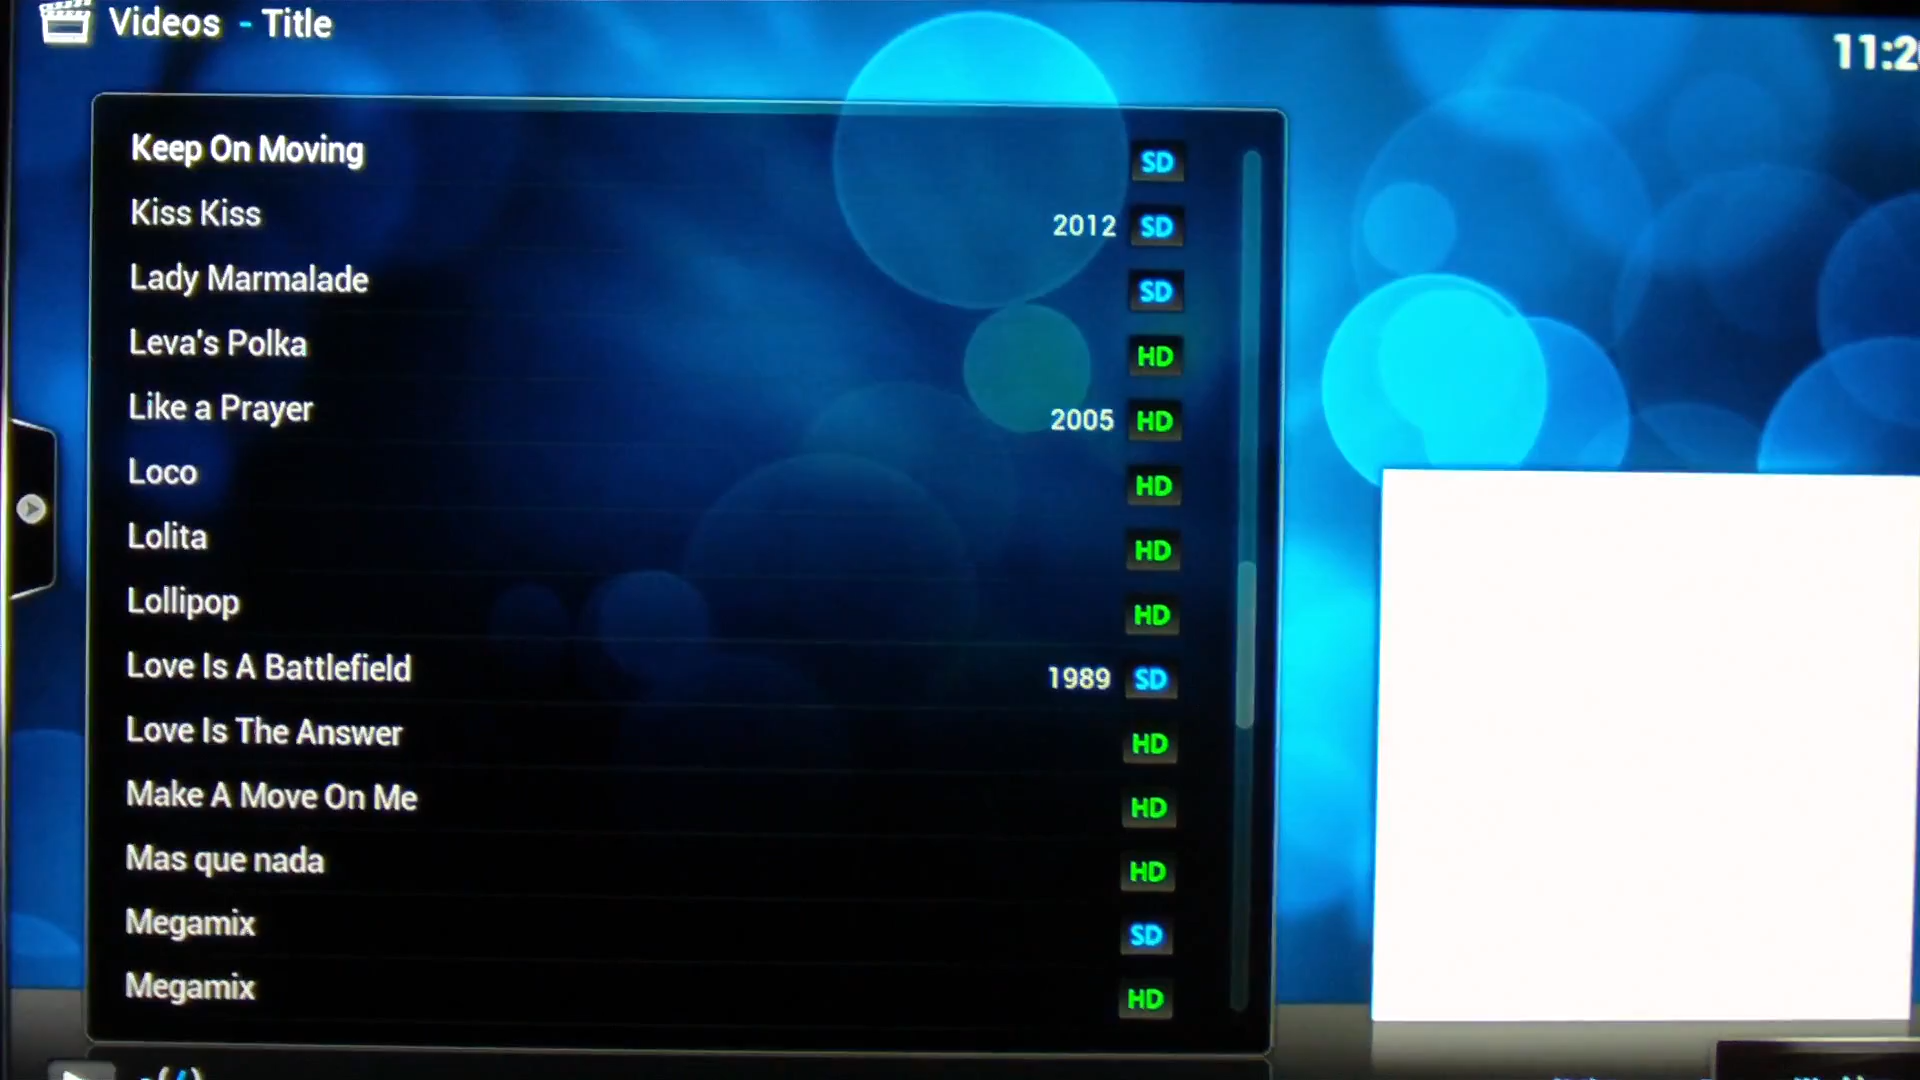 Videos - Title
11:2
Keep On Moving SD
Kiss Kiss 2012 SD
Lady Marmalade SD
Leva's Polka HD
Like a Prayer 2005 HD
Loco HD
Lolita HD
Lollipop HD
Love Is A Battlefield 1989 SD
Love Is The Answer HD
Make A Move On Me HD
Mas que nada HD
Megamix SD
Megamix HD